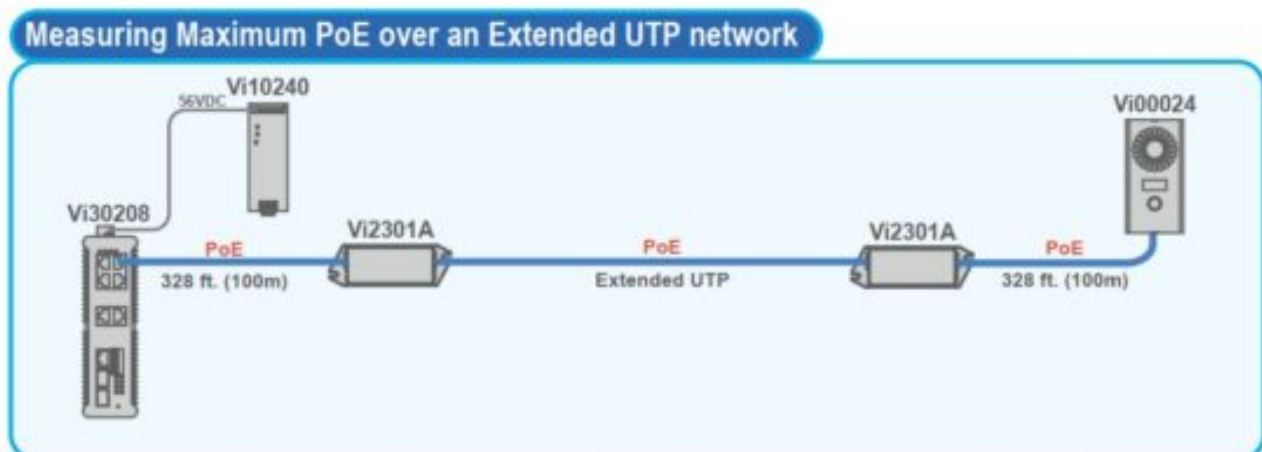 Measuring Maximum PoE over an Extended UTP network
Vi10240
56VDC
Vi00024
Vi30208
Vi2301A
Vi2301A
PoE
PoE
PoE
328 ft. (100m)
Extended UTP
328 ft. (100m)